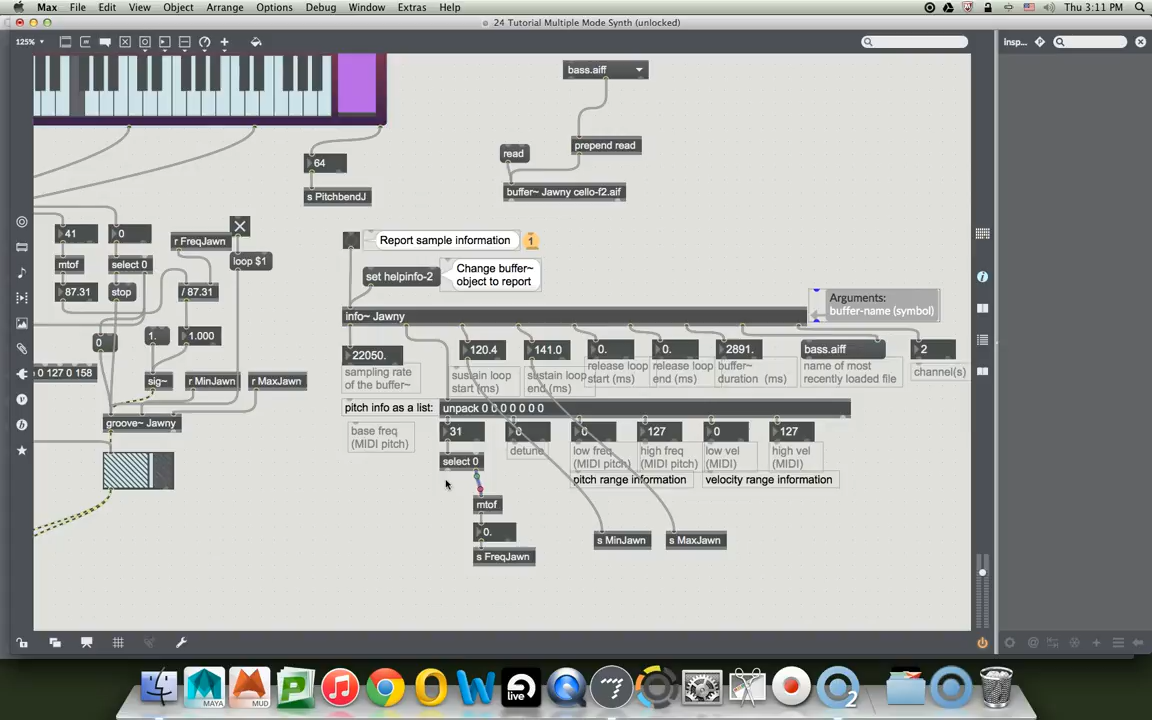 Max File Edit View Object Arrange Options Debug Window Extras Help
Thu 3:11 PM
24 Tutorial Multiple Mode Synth (unlocked)
125%
insp...
bass.aiff
64
prepend read
read
s PitchbendJ
buffer~ Jawny cello-f2.aif
41
0
r FreqJawn
Report sample information
1
mtof
select 0
loop $1
set helpinfo-2
Change buffer~
object to report
87.31
stop
/ 87.31
Arguments:
buffer-name (symbol)
info~ Jawny
0
1.
1.000
22050.
120.4
141.0
0.
0.
2891.
bass.aiff
2
0 0 127 0 158
sig~
r MinJawn
r MaxJawn
sampling rate
of the buffer~
sustain loop
start (ms)
sustain loop
end (ms)
release loop
start (ms)
release loop
end (ms)
buffer~
duration (ms)
name of most
recently loaded file
channel(s)
pitch info as a list:
unpack 0 0 0 0 0 0 0
groove~ Jawny
base freq
(MIDI pitch)
31
0
0
127
0
127
detune
low freq
(MIDI pitch)
high freq
(MIDI pitch)
low vel
(MIDI)
high vel
(MIDI)
select 0
pitch range information
velocity range information
mtof
0.
s MinJawn
s MaxJawn
s FreqJawn
MAYA
MUD
live
2